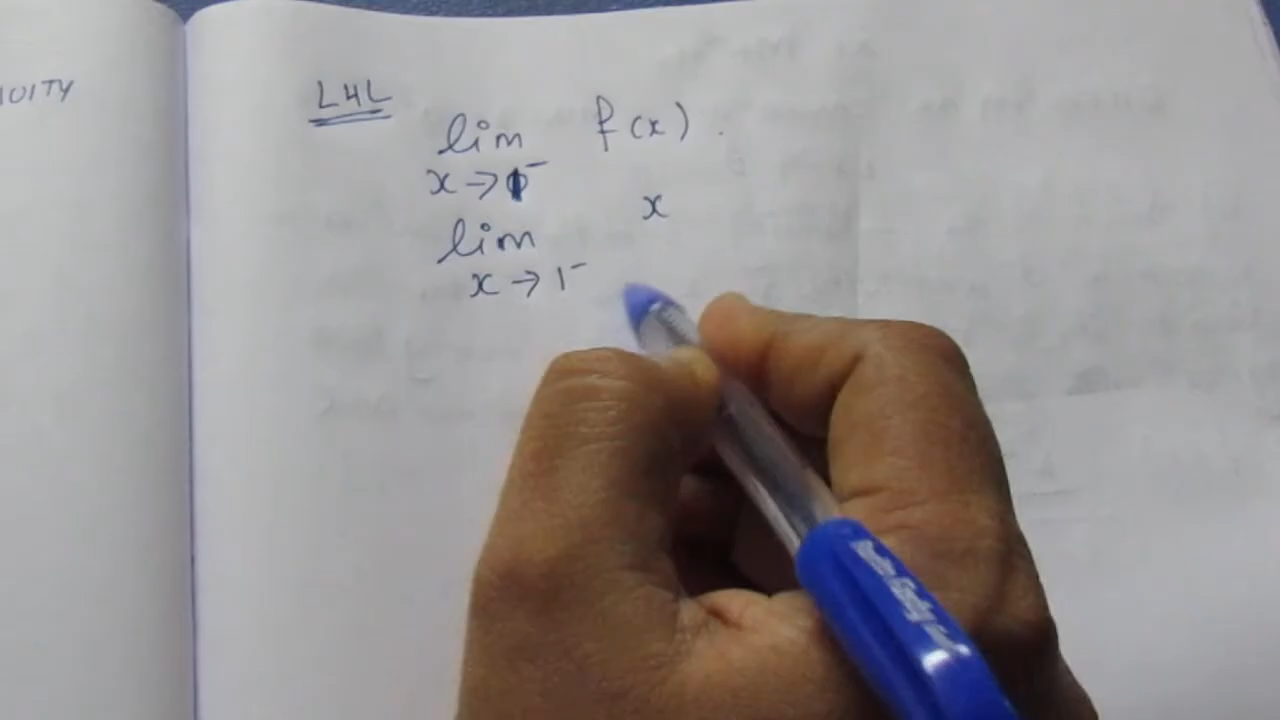 UITY
LHL
lim f(x).
x→1⁻
lim x
x→1⁻